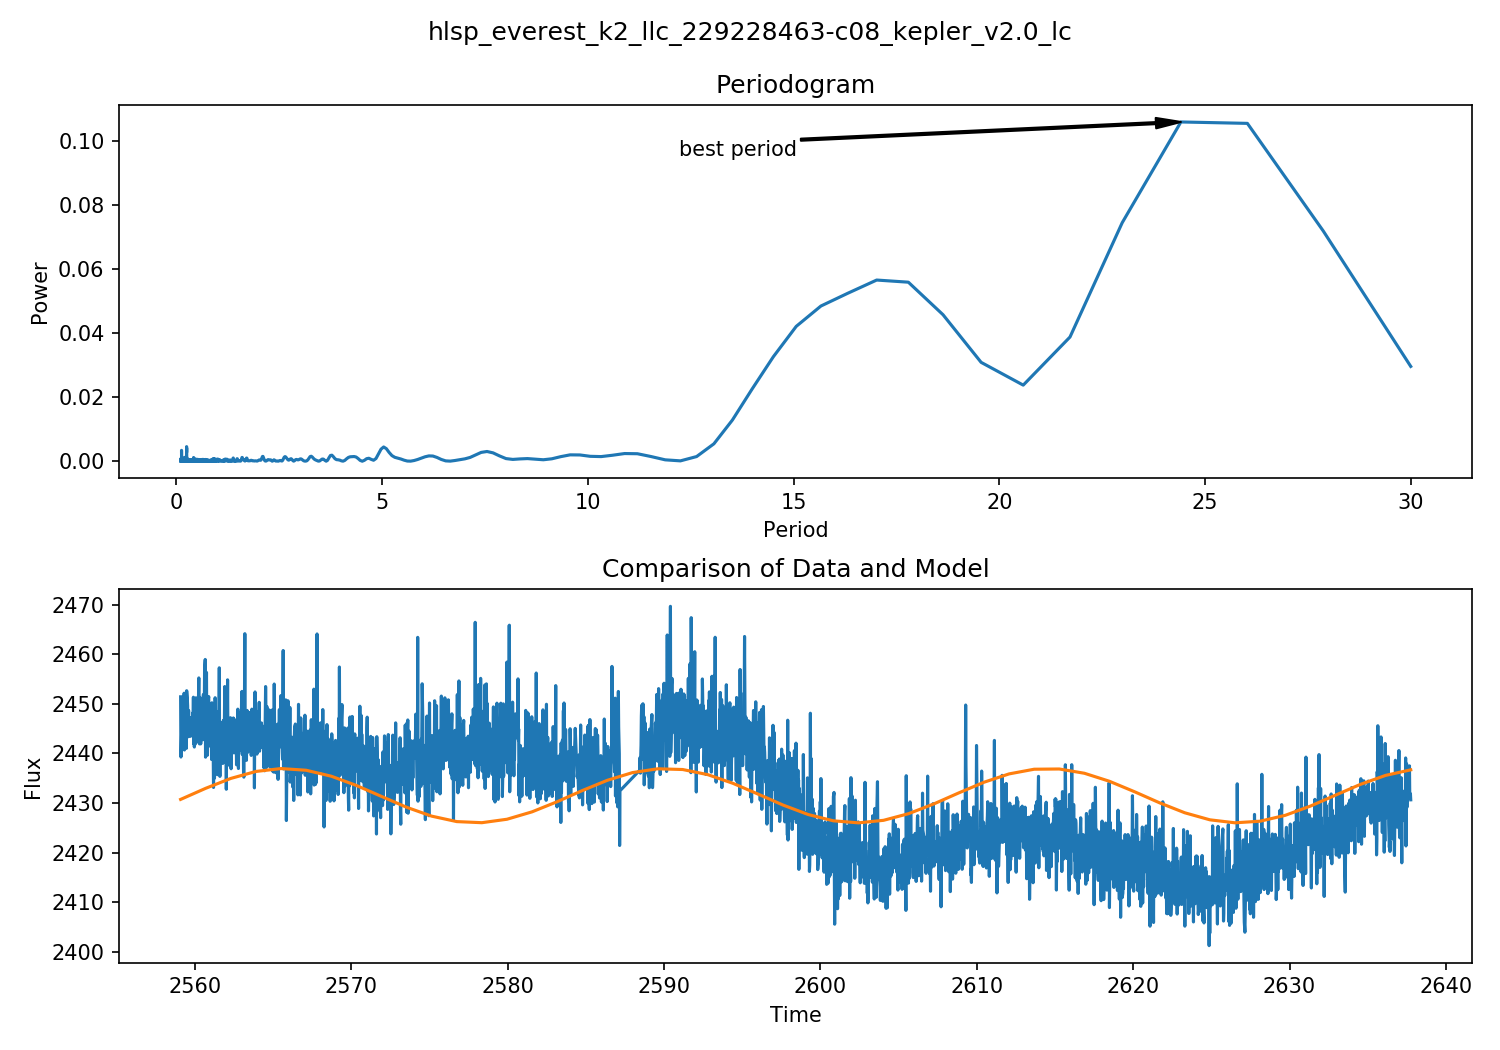 hlsp_everest_k2_llc_229228463-c08_kepler_v2.0_lc
Periodogram
best period
Power
0.10
0.08
0.06
0.04
0.02
0.00
0 5 10 15 20 25 30
Period
Comparison of Data and Model
Flux
2470
2460
2450
2440
2430
2420
2410
2400
2560 2570 2580 2590 2600 2610 2620 2630 2640
Time